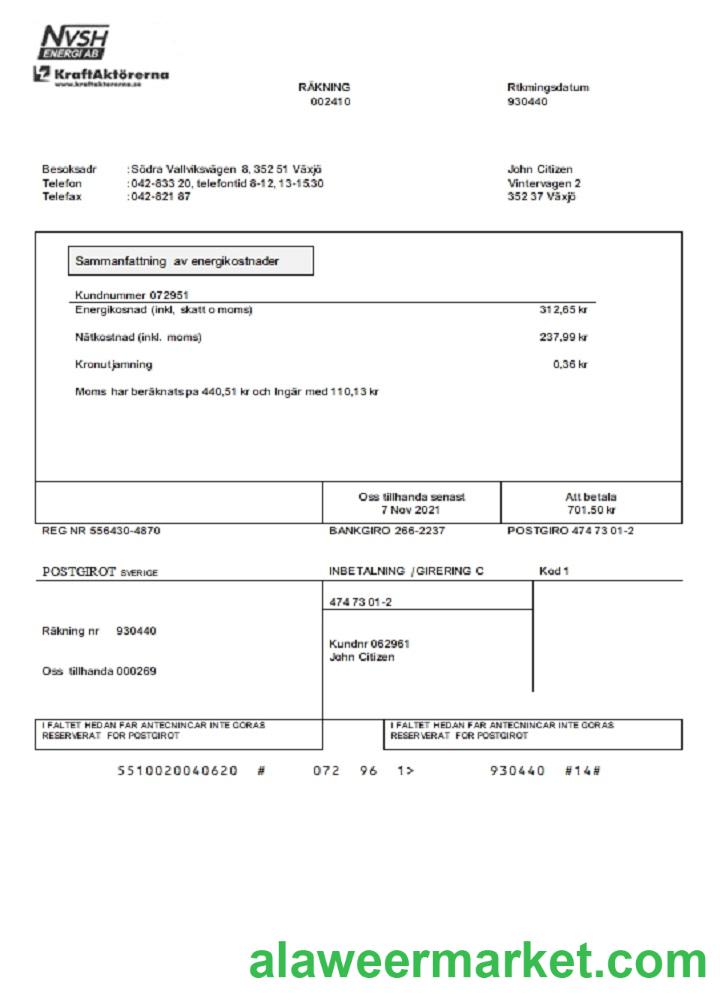 NVSH
ENERGI AB
KraftAktörerna
www.kraftaktorerna.se
RÄKNING
002410
Rtkmingsdatum
930440
Besoksadr :Södra Vallviksvägen 8, 352 51 Växjö
Telefon :042-833 20, telefontid 8-12, 13-15.30
Telefax :042-821 87
John Citizen
Vintervagen 2
352 37 Växjö
Sammanfattning av energikostnader
Kundnummer 072951
Energikosnad (inkl, skatt o moms) 312,65 kr
Nätkostnad (inkl. moms) 237,99 kr
Kronutjamning 0,36 kr
Moms har beräknats pa 440,51 kr och Ingär med 110,13 kr
Oss tillhanda senast
7 Nov 2021
Att betala
701.50 kr
REG NR 556430-4870 BANKGIRO 266-2237 POSTGIRO 474 73 01-2
POSTGIROT SVERIGE INBETALNING /GIRERING C Kod 1
474 73 01-2
Räkning nr 930440
Kundnr 062961
John Citizen
Oss tillhanda 000269
I FALTET HEDAN FAR ANTECNINCAR INTE GORAS
RESERVERAT FOR POSTGIROT
I FALTET HEDAN FAR ANTECNINCAR INTE GORAS
RESERVERAT FOR POSTGIROT
5510020040620 # 072 96 1> 930440 #14#
alaweermarket.com